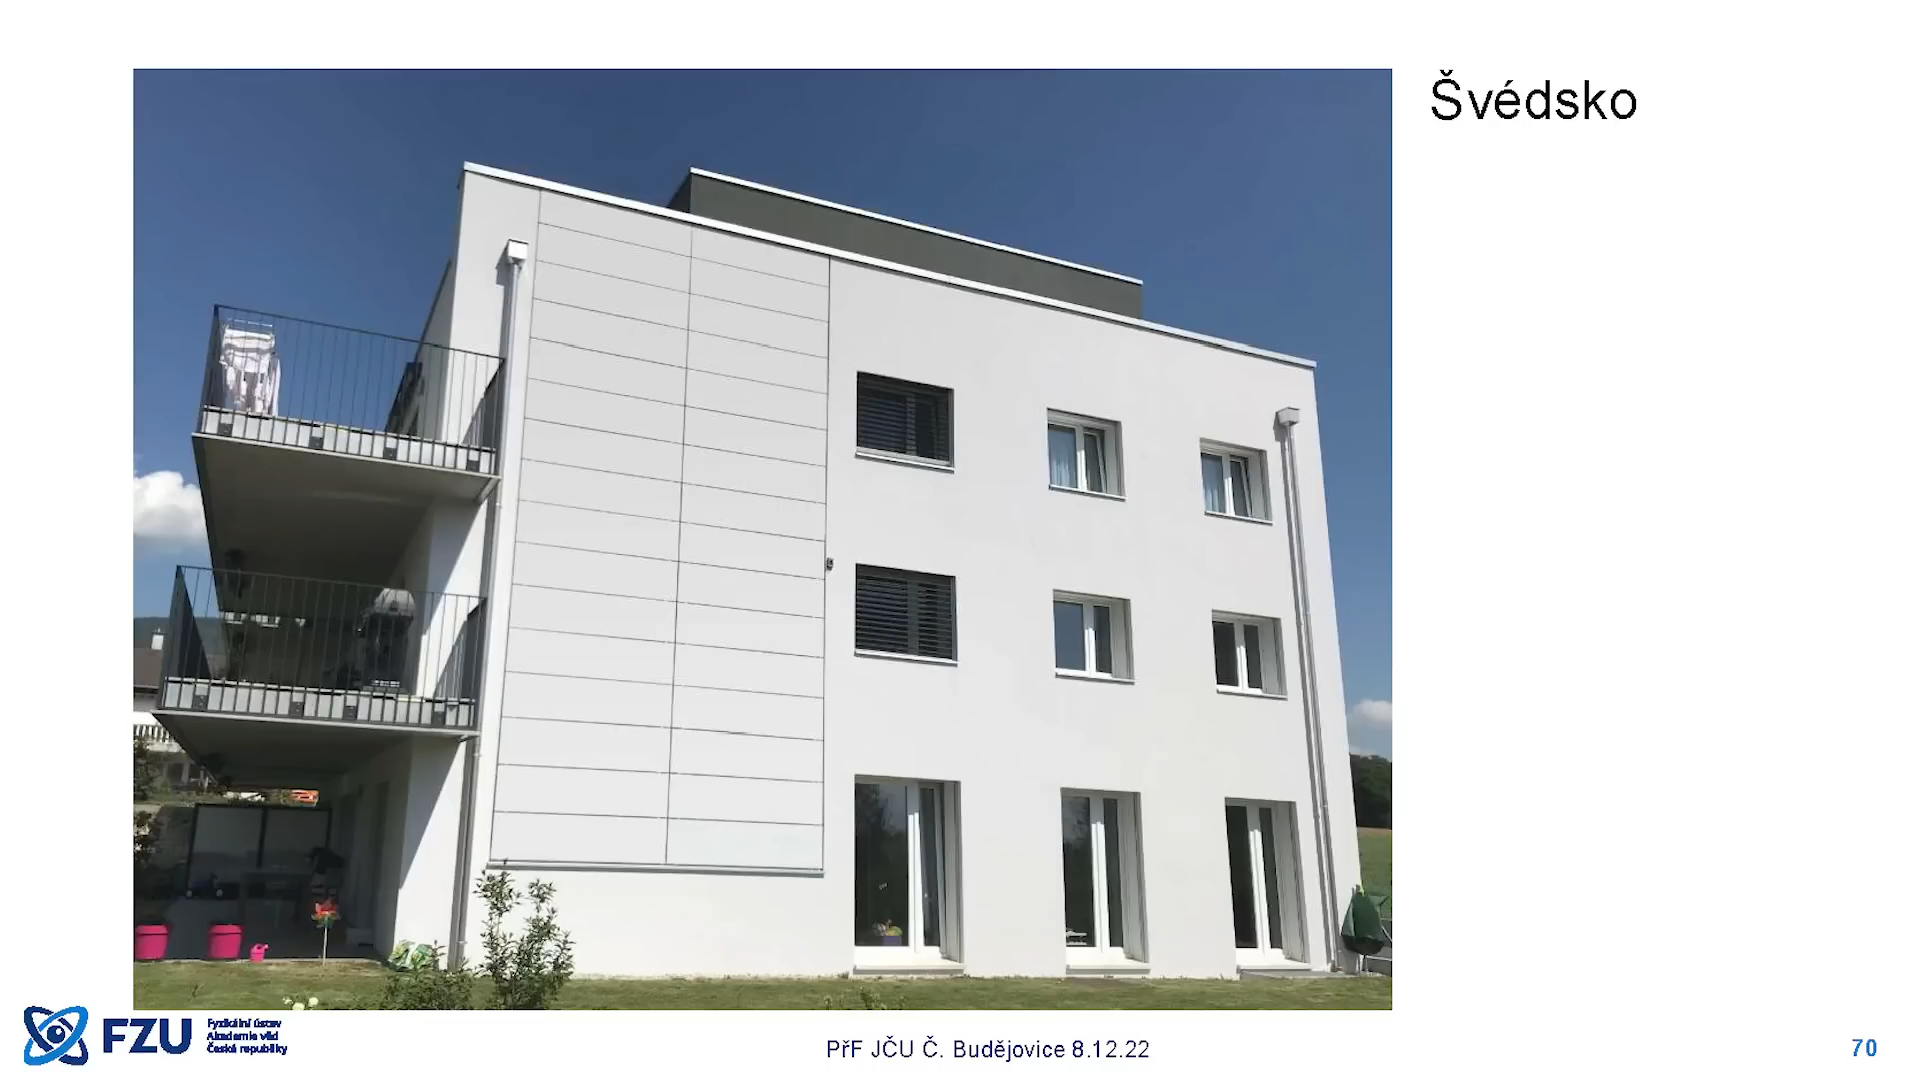 Švédsko
FZU
Fyzikální ústav
Akademie věd
České republiky
PřF JČU Č. Budějovice 8.12.22
70